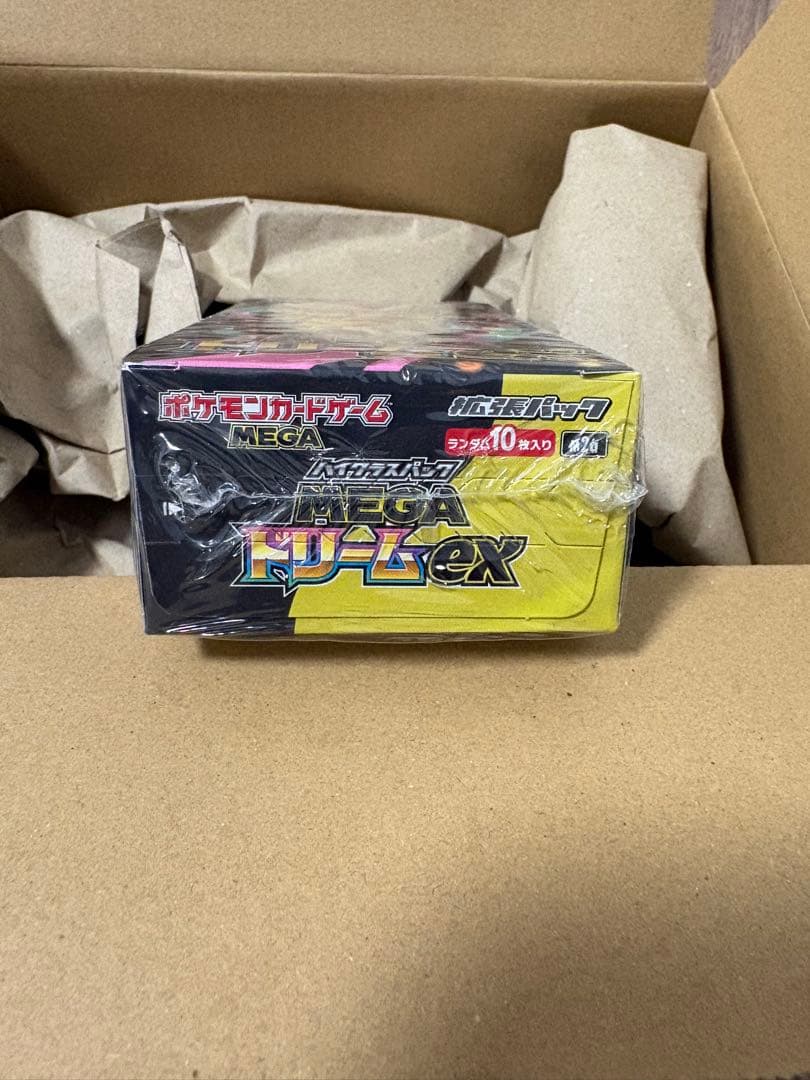 ポケモンカードゲーム
MEGA
拡張パック
ランダム10枚入り
ハイクラスパック
MEGA
ドリームex